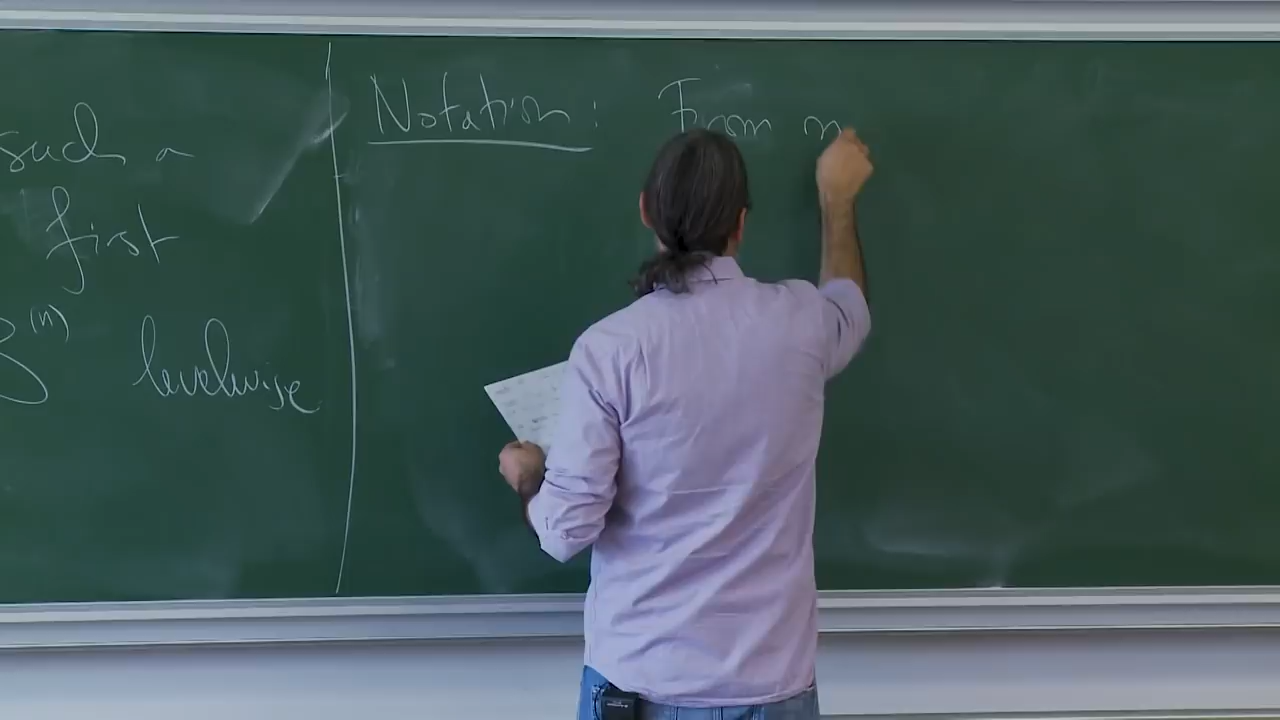 such a
first
levelwise
Notation: From